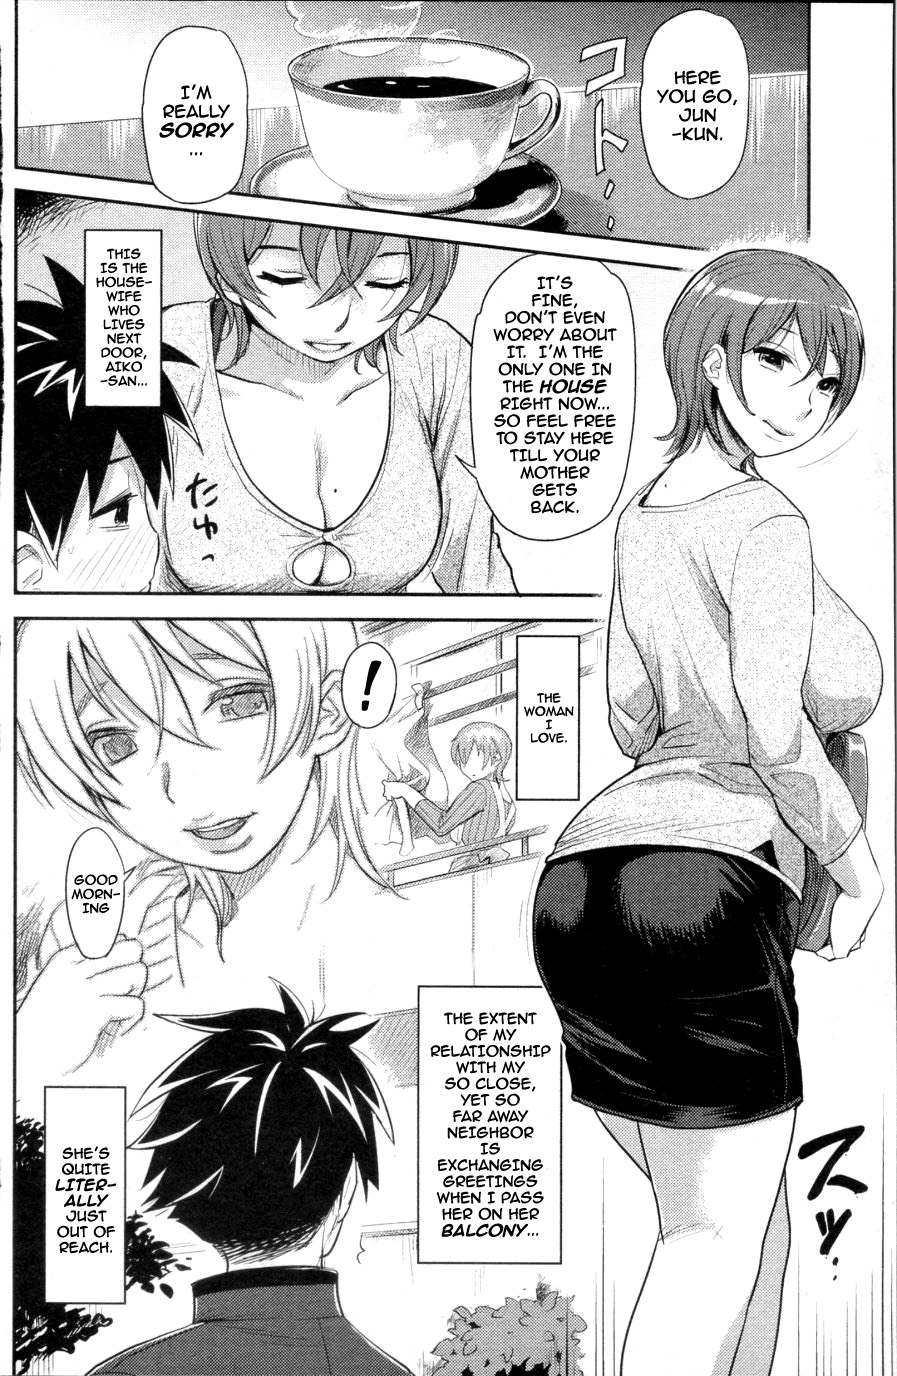 HERE
YOU GO,
JUN
-KUN.
コトン
I'M
REALLY
SORRY
...
IT'S
FINE,
DON'T EVEN
WORRY ABOUT
IT. I'M THE
ONLY ONE IN
THE HOUSE
RIGHT NOW...
SO FEEL FREE
TO STAY HERE
TILL YOUR
MOTHER
GETS
BACK.
THIS
IS THE
HOUSE-
WIFE
WHO
LIVES
NEXT
DOOR,
AIKO
-SAN...
たゆっ
THE
WOMAN
I
LOVE.
!
GOOD
MORN-
ING
THE EXTENT
OF MY
RELATIONSHIP
WITH MY
SO CLOSE,
YET SO
FAR AWAY
NEIGHBOR
IS
EXCHANGING
GREETINGS
WHEN I PASS
HER ON HER
BALCONY...
SHE'S
QUITE
LITER-
ALLY
JUST
OUT OF
REACH.
スッ